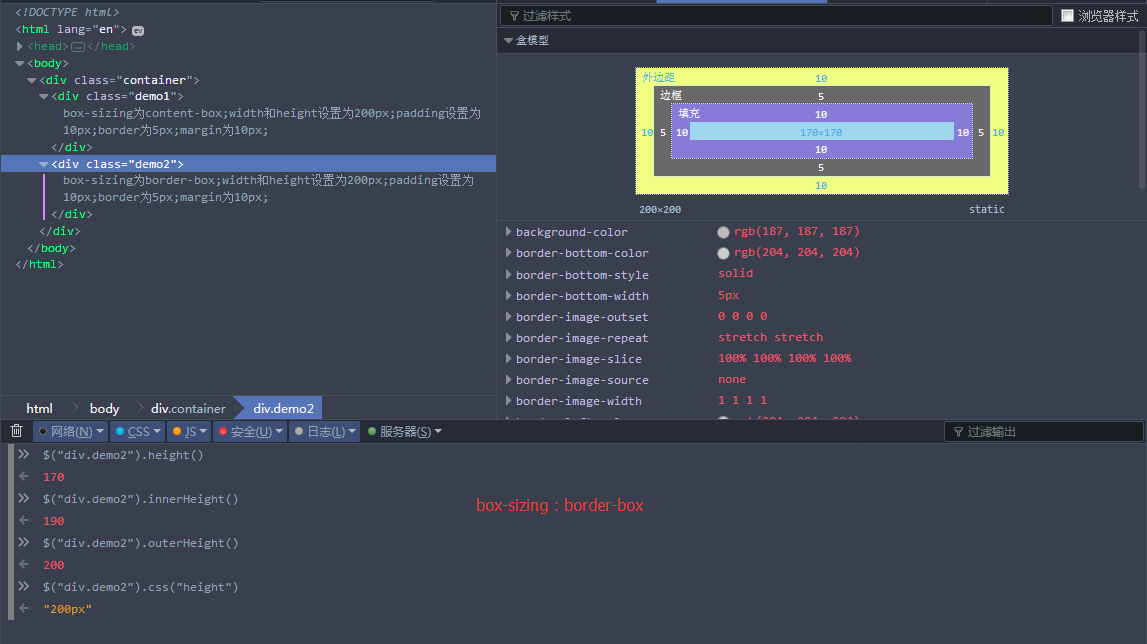 <!DOCTYPE html>
<html lang="en"> ev
<head>…</head>
<body>
<div class="container">
<div class="demo1">
box-sizing为content-box;width和height设置为200px;padding设置为
10px;border为5px;margin为10px;
</div>
<div class="demo2">
box-sizing为border-box;width和height设置为200px;padding设置为
10px;border为5px;margin为10px;
</div>
</div>
</body>
</html>
html body div.container div.demo2
过滤样式 浏览器样式
盒模型
外边距 10
边框 5
填充 10
10 5 10 170×170 10 5 10
10
5
10
200×200 static
background-color rgb(187, 187, 187)
border-bottom-color rgb(204, 204, 204)
border-bottom-style solid
border-bottom-width 5px
border-image-outset 0 0 0 0
border-image-repeat stretch stretch
border-image-slice 100% 100% 100% 100%
border-image-source none
border-image-width 1 1 1 1
网络(N) CSS JS 安全(U) 日志(L) 服务器(S) 过滤输出
$("div.demo2").height()
170
$("div.demo2").innerHeight()
190
$("div.demo2").outerHeight()
200
$("div.demo2").css("height")
"200px"
box-sizing：border-box